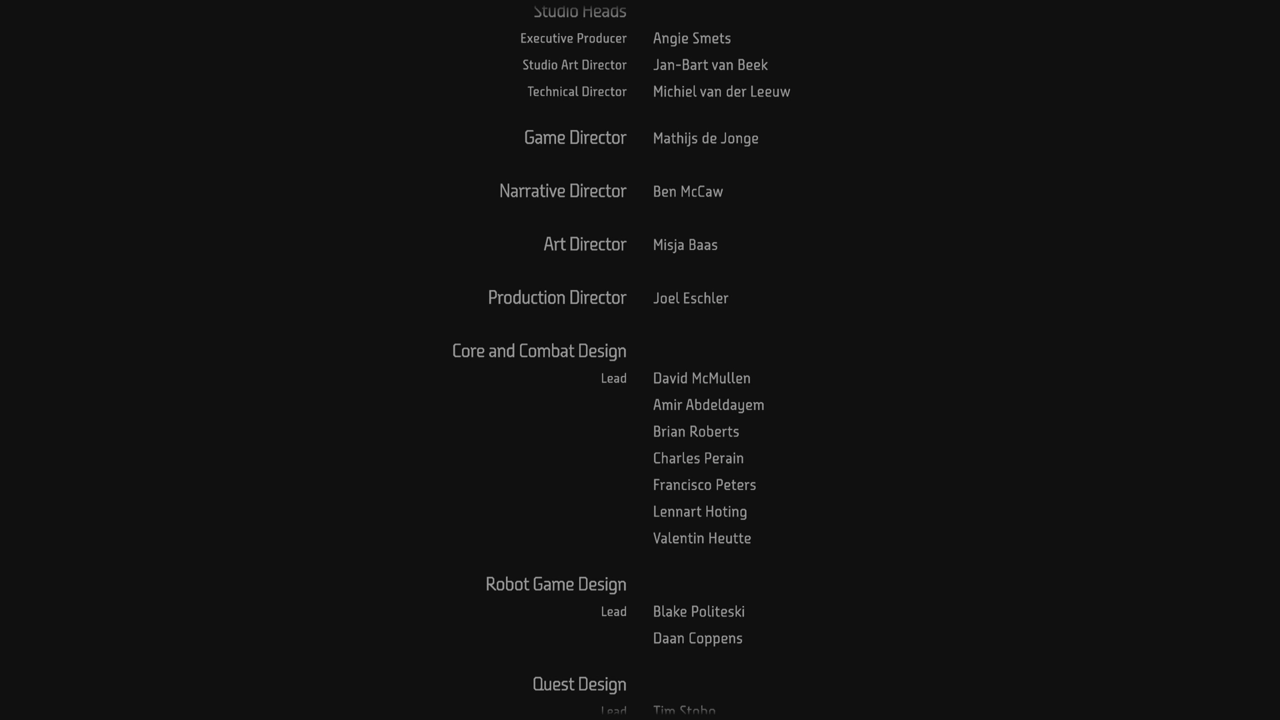 Studio Heads
Executive Producer Angie Smets
Studio Art Director Jan-Bart van Beek
Technical Director Michiel van der Leeuw
Game Director Mathijs de Jonge
Narrative Director Ben McCaw
Art Director Misja Baas
Production Director Joel Eschler
Core and Combat Design
Lead David McMullen
Amir Abdeldayem
Brian Roberts
Charles Perain
Francisco Peters
Lennart Hoting
Valentin Heutte
Robot Game Design
Lead Blake Politeski
Daan Coppens
Quest Design
Lead Tim Stobo